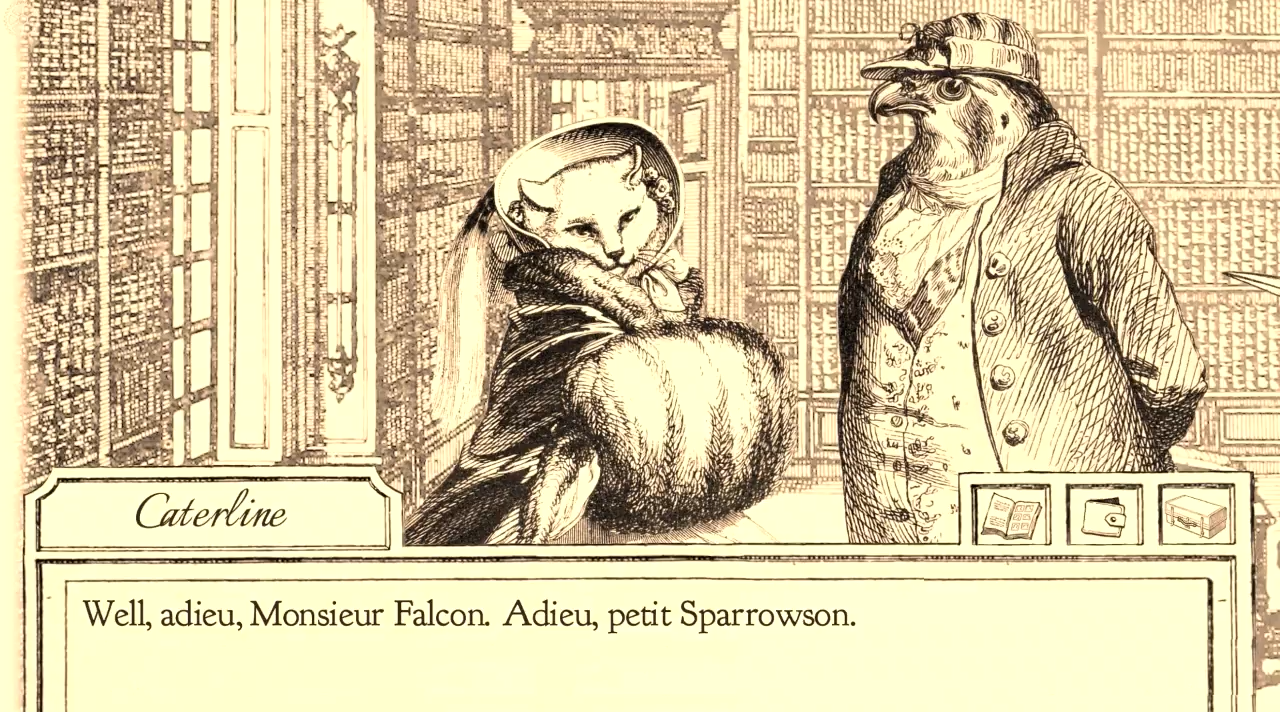 Caterline
Well, adieu, Monsieur Falcon. Adieu, petit Sparrowson.